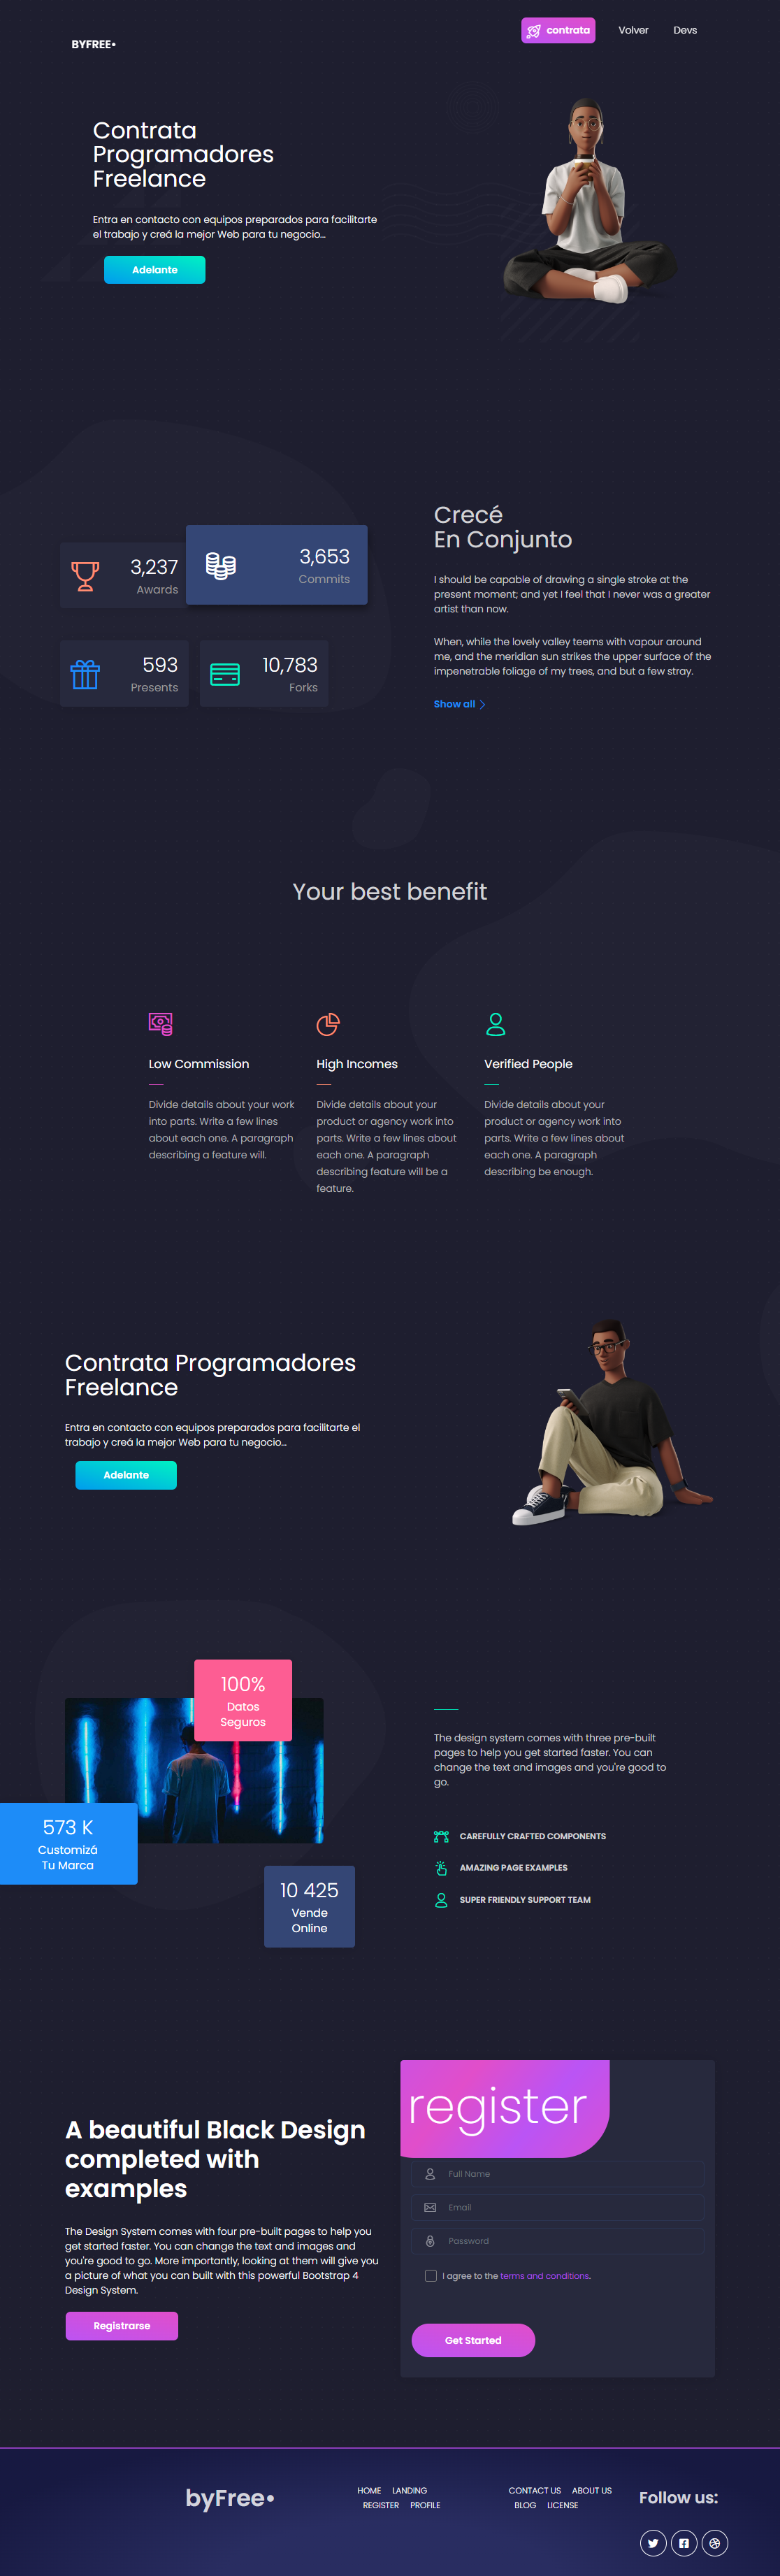 BYFREE•
contrata
Volver
Devs
Contrata
Programadores
Freelance
Entra en contacto con equipos preparados para facilitarte
el trabajo y creá la mejor Web para tu negocio...
Adelante
3,237
Awards
3,653
Commits
593
Presents
10,783
Forks
Crecé
En Conjunto
I should be capable of drawing a single stroke at the
present moment; and yet I feel that I never was a greater
artist than now.
When, while the lovely valley teems with vapour around
me, and the meridian sun strikes the upper surface of the
impenetrable foliage of my trees, and but a few stray.
Show all
Your best benefit
Low Commission
Divide details about your work
into parts. Write a few lines
about each one. A paragraph
describing a feature will.
High Incomes
Divide details about your
product or agency work into
parts. Write a few lines about
each one. A paragraph
describing feature will be a
feature.
Verified People
Divide details about your
product or agency work into
parts. Write a few lines about
each one. A paragraph
describing be enough.
Contrata Programadores
Freelance
Entra en contacto con equipos preparados para facilitarte el
trabajo y creá la mejor Web para tu negocio...
Adelante
100%
Datos
Seguros
573 K
Customizá
Tu Marca
10 425
Vende
Online
The design system comes with three pre-built
pages to help you get started faster. You can
change the text and images and you're good to
go.
CAREFULLY CRAFTED COMPONENTS
AMAZING PAGE EXAMPLES
SUPER FRIENDLY SUPPORT TEAM
A beautiful Black Design
completed with
examples
The Design System comes with four pre-built pages to help you
get started faster. You can change the text and images and
you're good to go. More importantly, looking at them will give you
a picture of what you can built with this powerful Bootstrap 4
Design System.
Registrarse
register
Full Name
Email
Password
I agree to the terms and conditions.
Get Started
byFree•
HOME LANDING
REGISTER PROFILE
CONTACT US ABOUT US
BLOG LICENSE
Follow us: